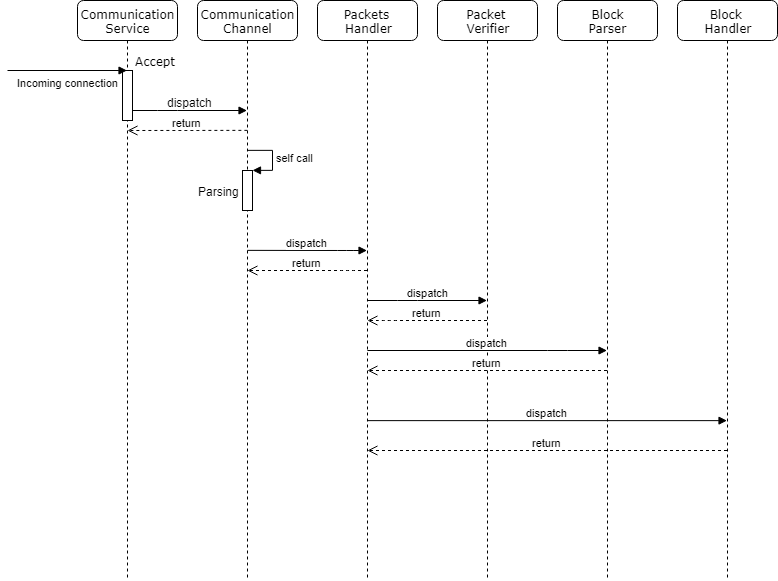 Communication
Service
Communication
Channel
Packets
Handler
Packet
Verifier
Block
Parser
Block
Handler
Accept
Incoming connection
dispatch
return
self call
Parsing
dispatch
return
dispatch
return
dispatch
return
dispatch
return